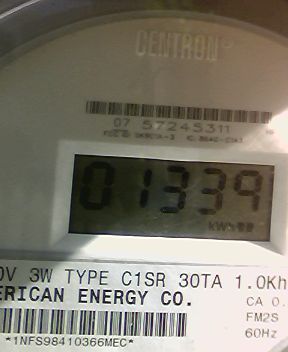 CENTRON®
07 57245311
01339
0V 3W TYPE C1SR 30TA 1.0Kh
ERICAN ENERGY CO.
CA 0.
FM2S
60Hz
*1NFS98410366MEC*